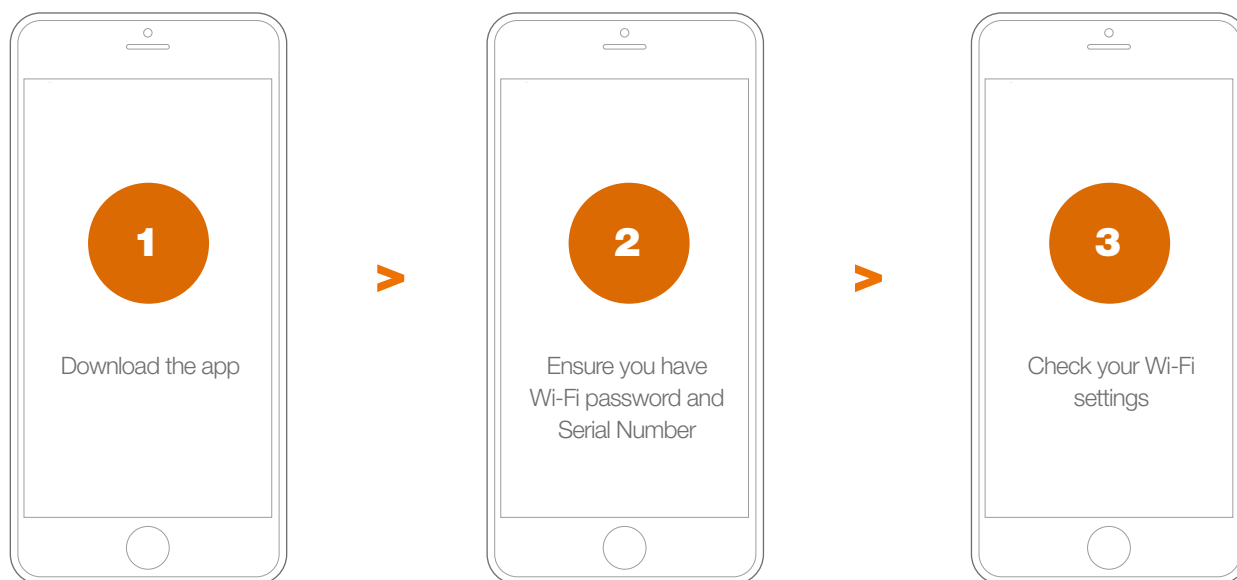 1
Download the app
>
2
Ensure you have
Wi-Fi password and
Serial Number
>
3
Check your Wi-Fi
settings